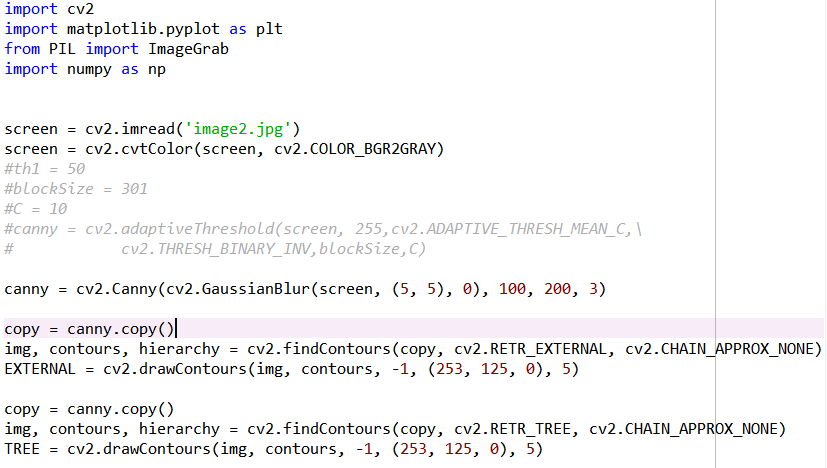 import cv2
import matplotlib.pyplot as plt
from PIL import ImageGrab
import numpy as np
screen = cv2.imread('image2.jpg')
screen = cv2.cvtColor(screen, cv2.COLOR_BGR2GRAY)
#th1 = 50
#blockSize = 301
#C = 10
#canny = cv2.adaptiveThreshold(screen, 255,cv2.ADAPTIVE_THRESH_MEAN_C,\
#            cv2.THRESH_BINARY_INV,blockSize,C)
canny = cv2.Canny(cv2.GaussianBlur(screen, (5, 5), 0), 100, 200, 3)
copy = canny.copy()
img, contours, hierarchy = cv2.findContours(copy, cv2.RETR_EXTERNAL, cv2.CHAIN_APPROX_NONE)
EXTERNAL = cv2.drawContours(img, contours, -1, (253, 125, 0), 5)
copy = canny.copy()
img, contours, hierarchy = cv2.findContours(copy, cv2.RETR_TREE, cv2.CHAIN_APPROX_NONE)
TREE = cv2.drawContours(img, contours, -1, (253, 125, 0), 5)